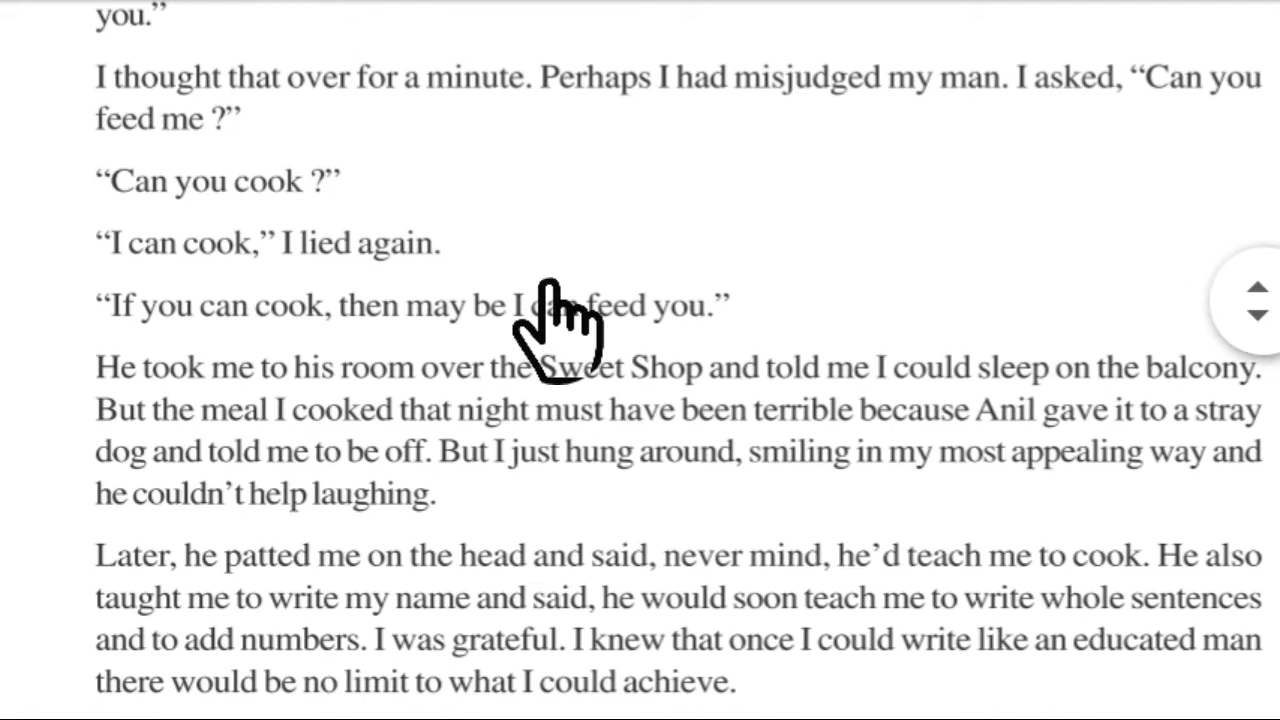 you.”
I thought that over for a minute. Perhaps I had misjudged my man. I asked, “Can you
feed me ?”
“Can you cook ?”
“I can cook,” I lied again.
“If you can cook, then may be I can feed you.”
He took me to his room over the Sweet Shop and told me I could sleep on the balcony.
But the meal I cooked that night must have been terrible because Anil gave it to a stray
dog and told me to be off. But I just hung around, smiling in my most appealing way and
he couldn’t help laughing.
Later, he patted me on the head and said, never mind, he’d teach me to cook. He also
taught me to write my name and said, he would soon teach me to write whole sentences
and to add numbers. I was grateful. I knew that once I could write like an educated man
there would be no limit to what I could achieve.